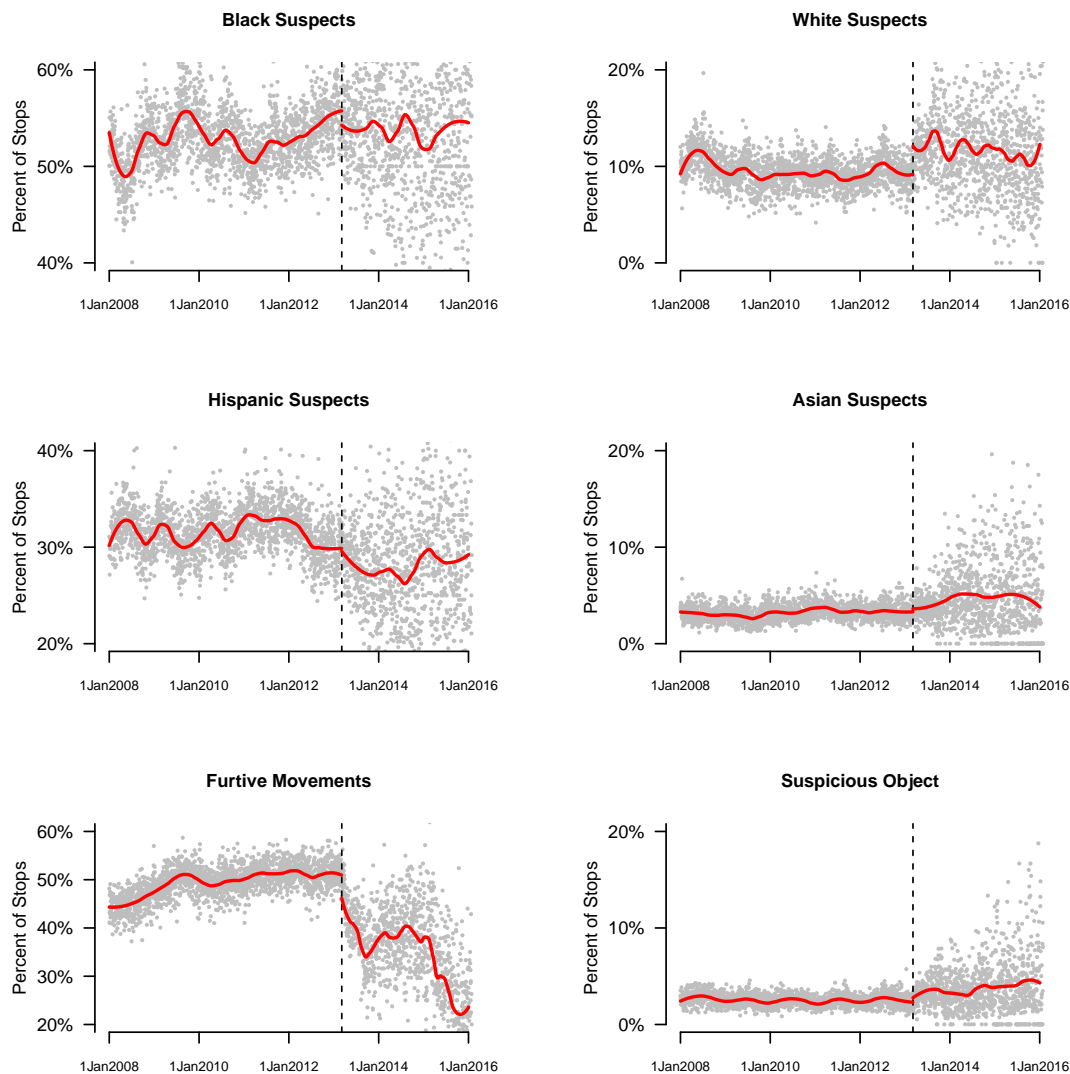 Black Suspects
Percent of Stops
60%
50%
40%
1Jan2008 1Jan2010 1Jan2012 1Jan2014 1Jan2016
White Suspects
Percent of Stops
20%
10%
0%
1Jan2008 1Jan2010 1Jan2012 1Jan2014 1Jan2016
Hispanic Suspects
Percent of Stops
40%
30%
20%
1Jan2008 1Jan2010 1Jan2012 1Jan2014 1Jan2016
Asian Suspects
Percent of Stops
20%
10%
0%
1Jan2008 1Jan2010 1Jan2012 1Jan2014 1Jan2016
Furtive Movements
Percent of Stops
60%
50%
40%
30%
20%
1Jan2008 1Jan2010 1Jan2012 1Jan2014 1Jan2016
Suspicious Object
Percent of Stops
20%
10%
0%
1Jan2008 1Jan2010 1Jan2012 1Jan2014 1Jan2016